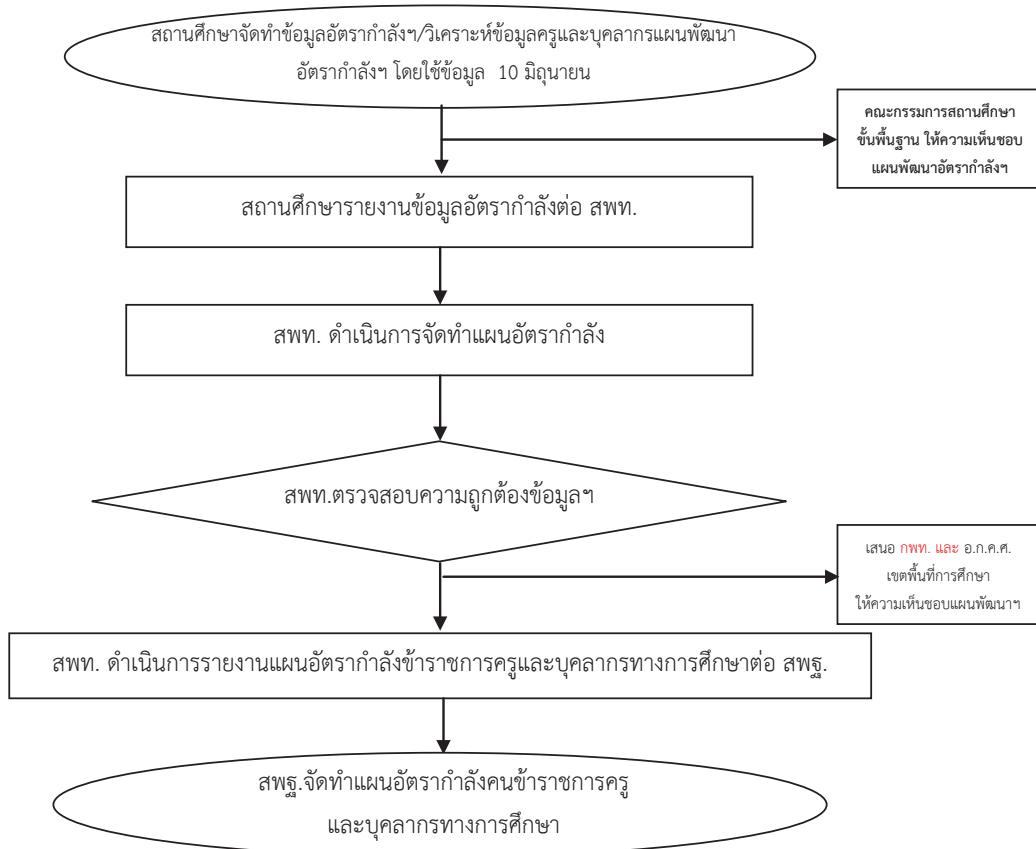 สถานศึกษาจัดทำข้อมูลอัตรากำลังฯ/วิเคราะห์ข้อมูลครูและบุคลากรแผนพัฒนา
อัตรากำลังฯ โดยใช้ข้อมูล 10 มิถุนายน
คณะกรรมการสถานศึกษา
ขั้นพื้นฐาน ให้ความเห็นชอบ
แผนพัฒนาอัตรากำลังฯ
สถานศึกษารายงานข้อมูลอัตรากำลังต่อ สพท.
สพท. ดำเนินการจัดทำแผนอัตรากำลัง
สพท.ตรวจสอบความถูกต้องข้อมูลฯ
เสนอ กพท. และ อ.ก.ค.ศ.
เขตพื้นที่การศึกษา
ให้ความเห็นชอบแผนพัฒนาฯ
สพท. ดำเนินการรายงานแผนอัตรากำลังข้าราชการครูและบุคลากรทางการศึกษาต่อ สพฐ.
สพฐ.จัดทำแผนอัตรากำลังคนข้าราชการครู
และบุคลากรทางการศึกษา